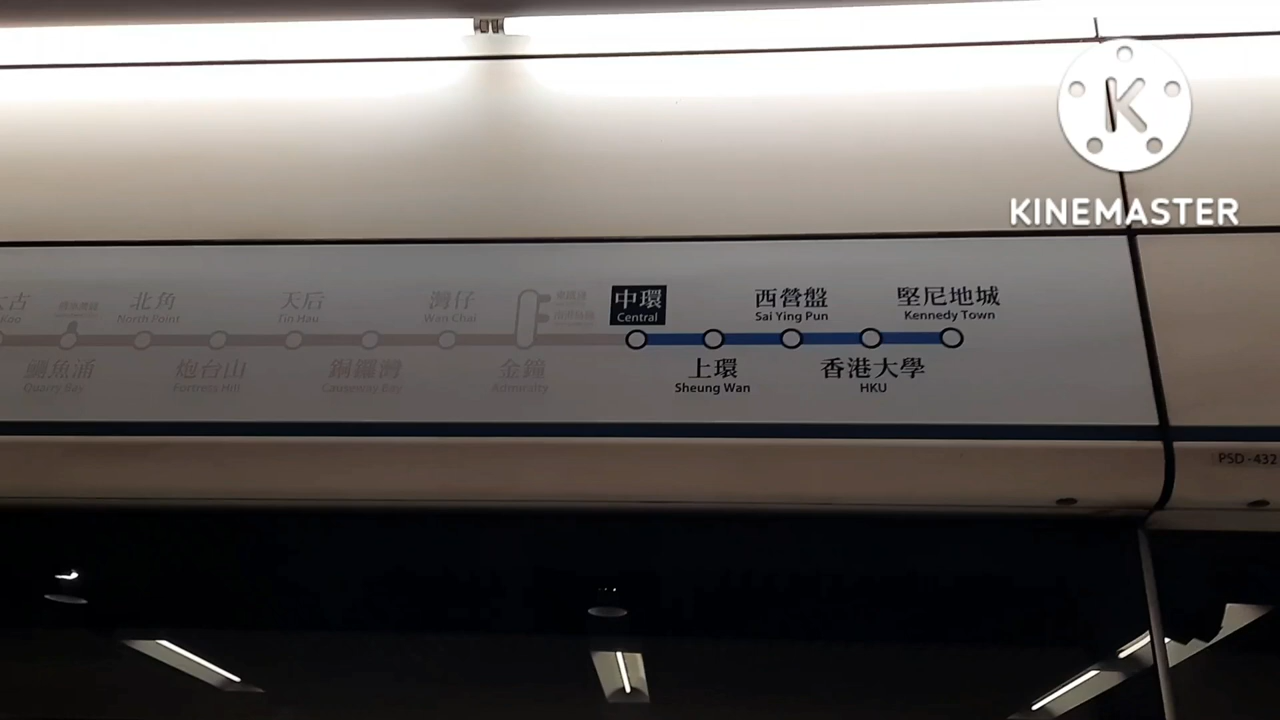 K
KINEMASTER
北角
North Point
天后
Tin Hau
灣仔
Wan Chai
中環
Central
西營盤
Sai Ying Pun
堅尼地城
Kennedy Town
鰂魚涌
Quarry Bay
炮台山
Fortress Hill
銅鑼灣
Causeway Bay
金鐘
Admiralty
上環
Sheung Wan
香港大學
HKU
PSD-432